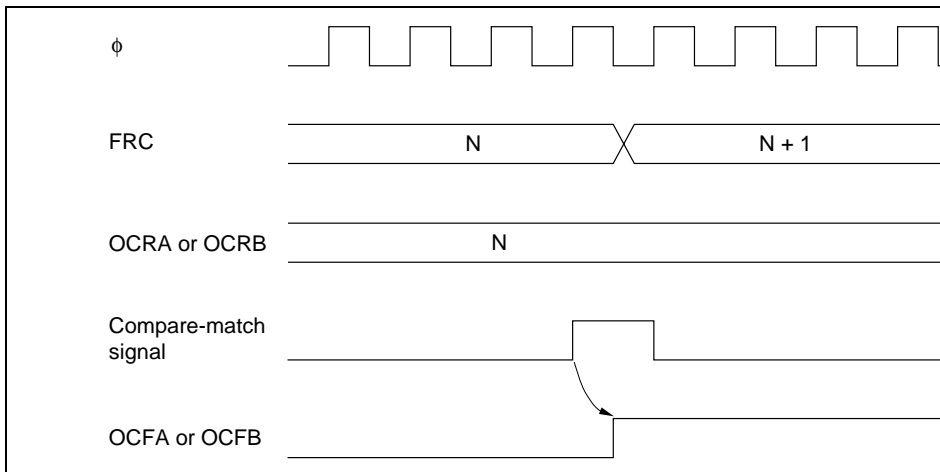 ϕ
FRC
N
N + 1
OCRA or OCRB
N
Compare-match
signal
OCFA or OCFB